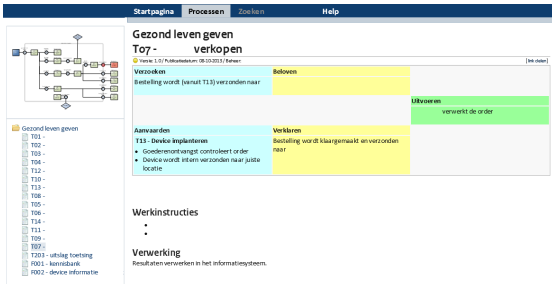 Startpagina Processen Zoeken Help
Gezond leven geven
T07 - verkopen
Versie: 1.0 / Publicatiedatum: 08-10-2013 / Beheer: [link delen]
Verzoeken Beloven
Bestelling wordt (vanuit T13) verzonden naar
Uitvoeren
verwerkt de order
Aanvaarden Verklaren
T13 - Device implanteren
• Goederenontvangst controleert order
• Device wordt intern verzonden naar juiste
locatie
Bestelling wordt klaargemaakt en verzonden
naar
Werkinstructies
Verwerking
Resultaten verwerken in het informatiesysteem.
Gezond leven geven
T01 -
T02 -
T03 -
T04 -
T12 -
T10 -
T13 -
T08 -
T05 -
T06 -
T14 -
T11 -
T09 -
T07 -
T203 - uitslag toetsing
F001 - kennisbank
F002 - device informatie